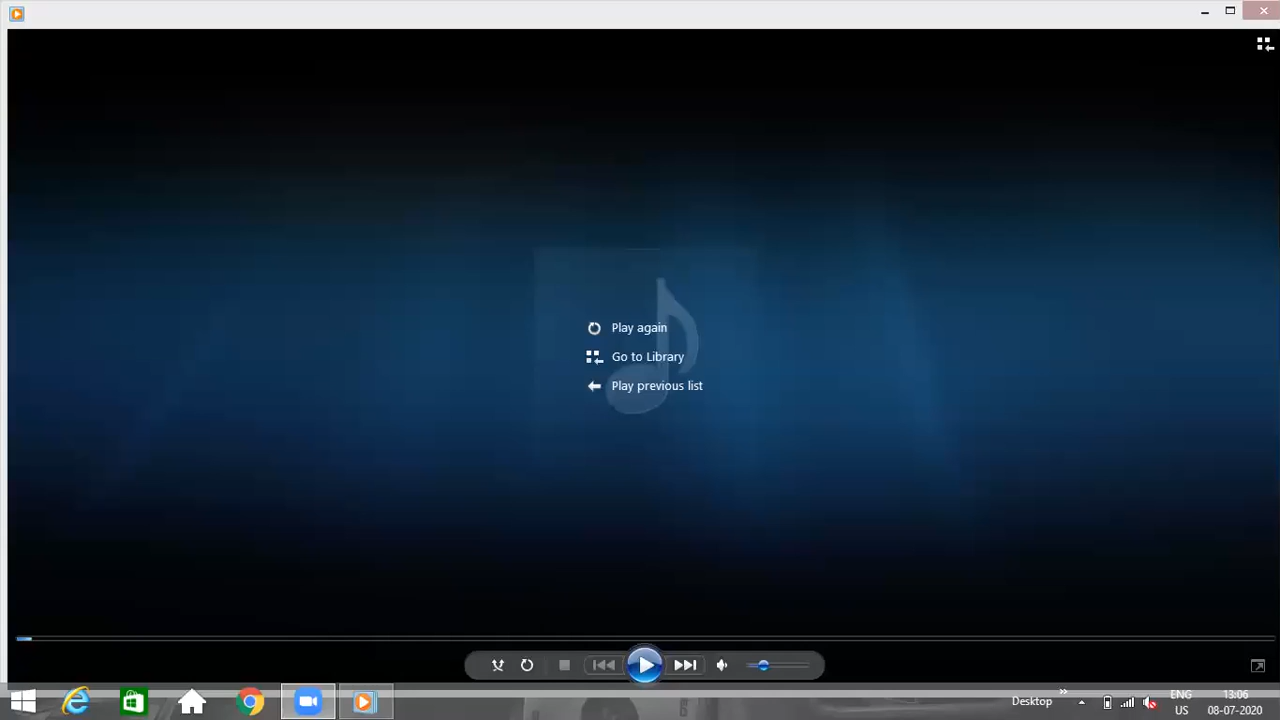 Play again
Go to Library
Play previous list
Desktop
ENG
US
13:06
08-07-2020